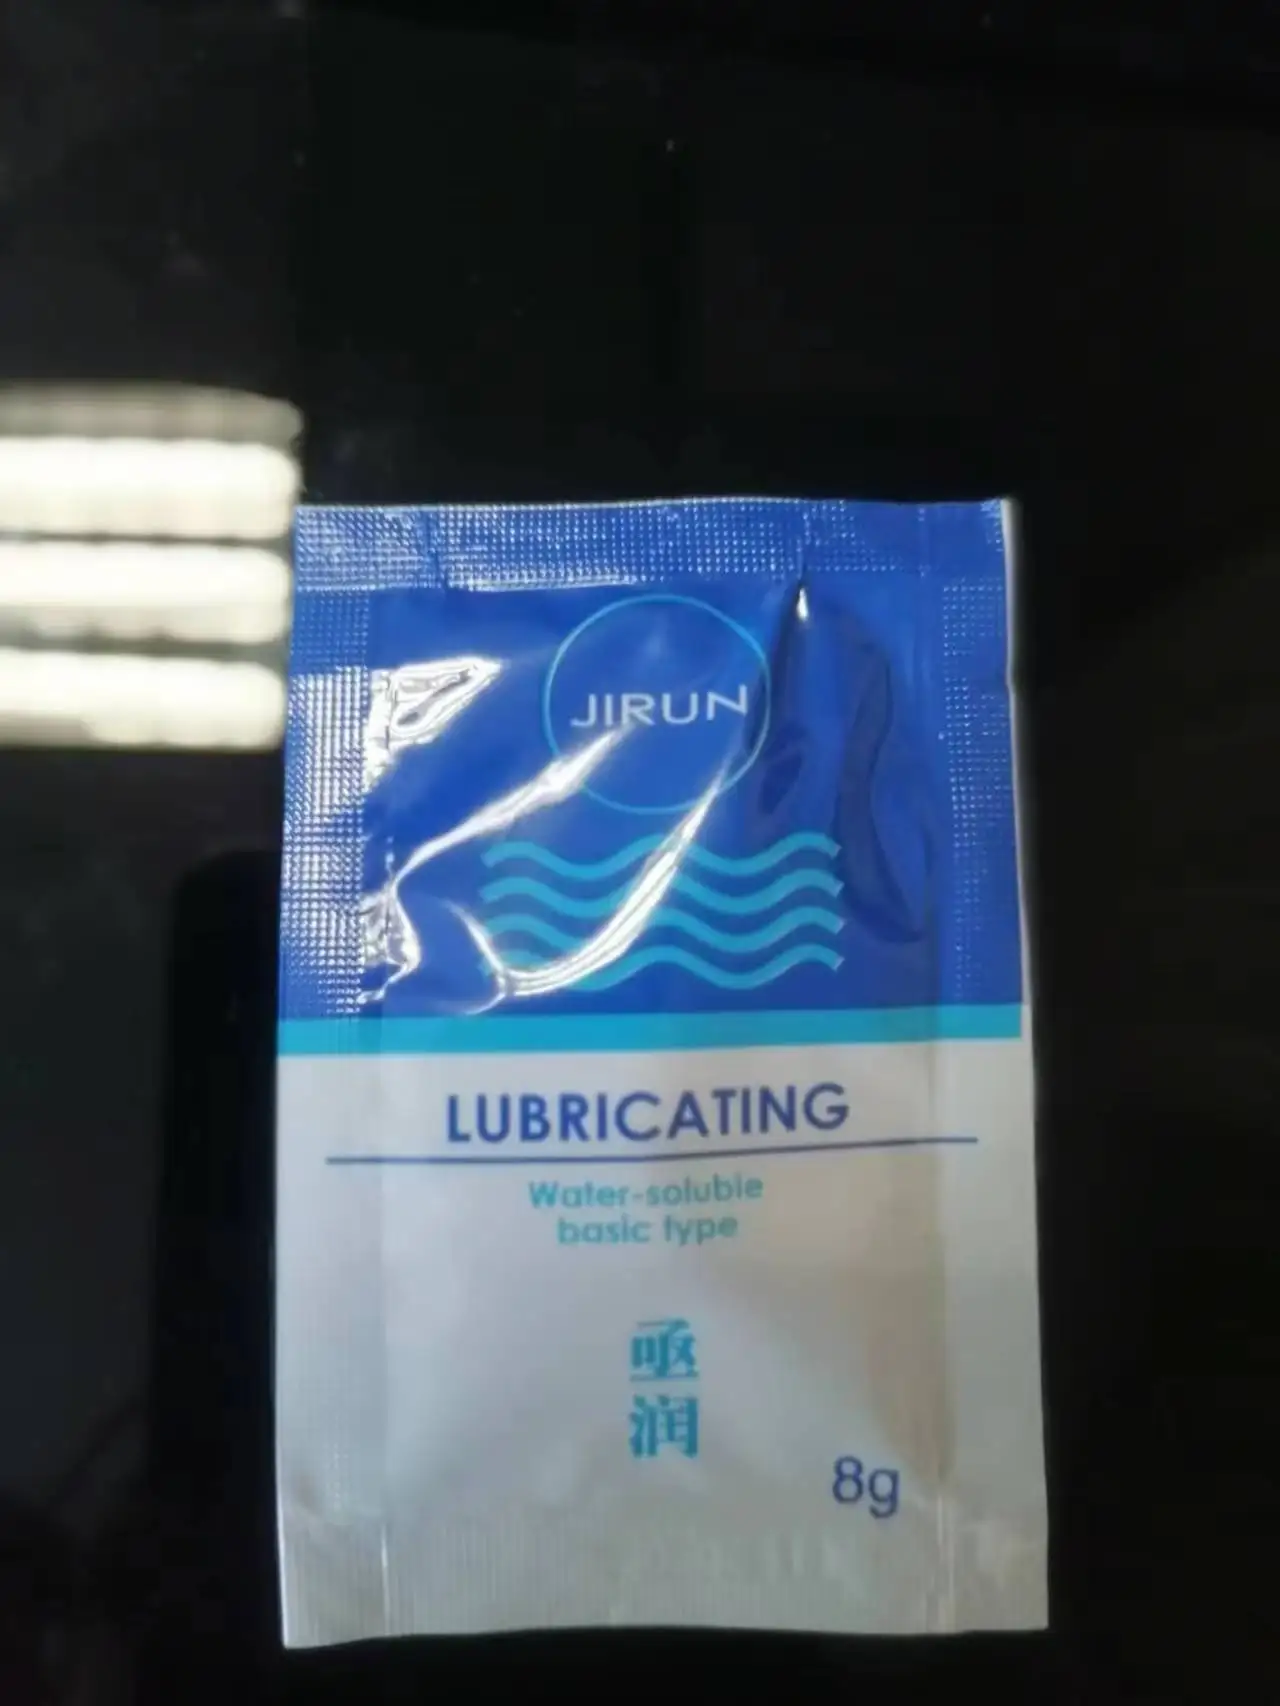 JIRUN
LUBRICATING
Water-soluble
basic type
亟
润
8g